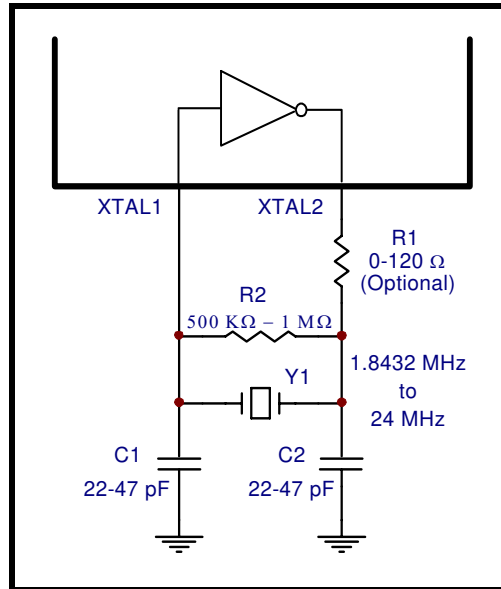 XTAL1
XTAL2
R1
0-120 Ω
(Optional)
R2
500 KΩ – 1 MΩ
Y1
1.8432 MHz
to
24 MHz
C1
22-47 pF
C2
22-47 pF